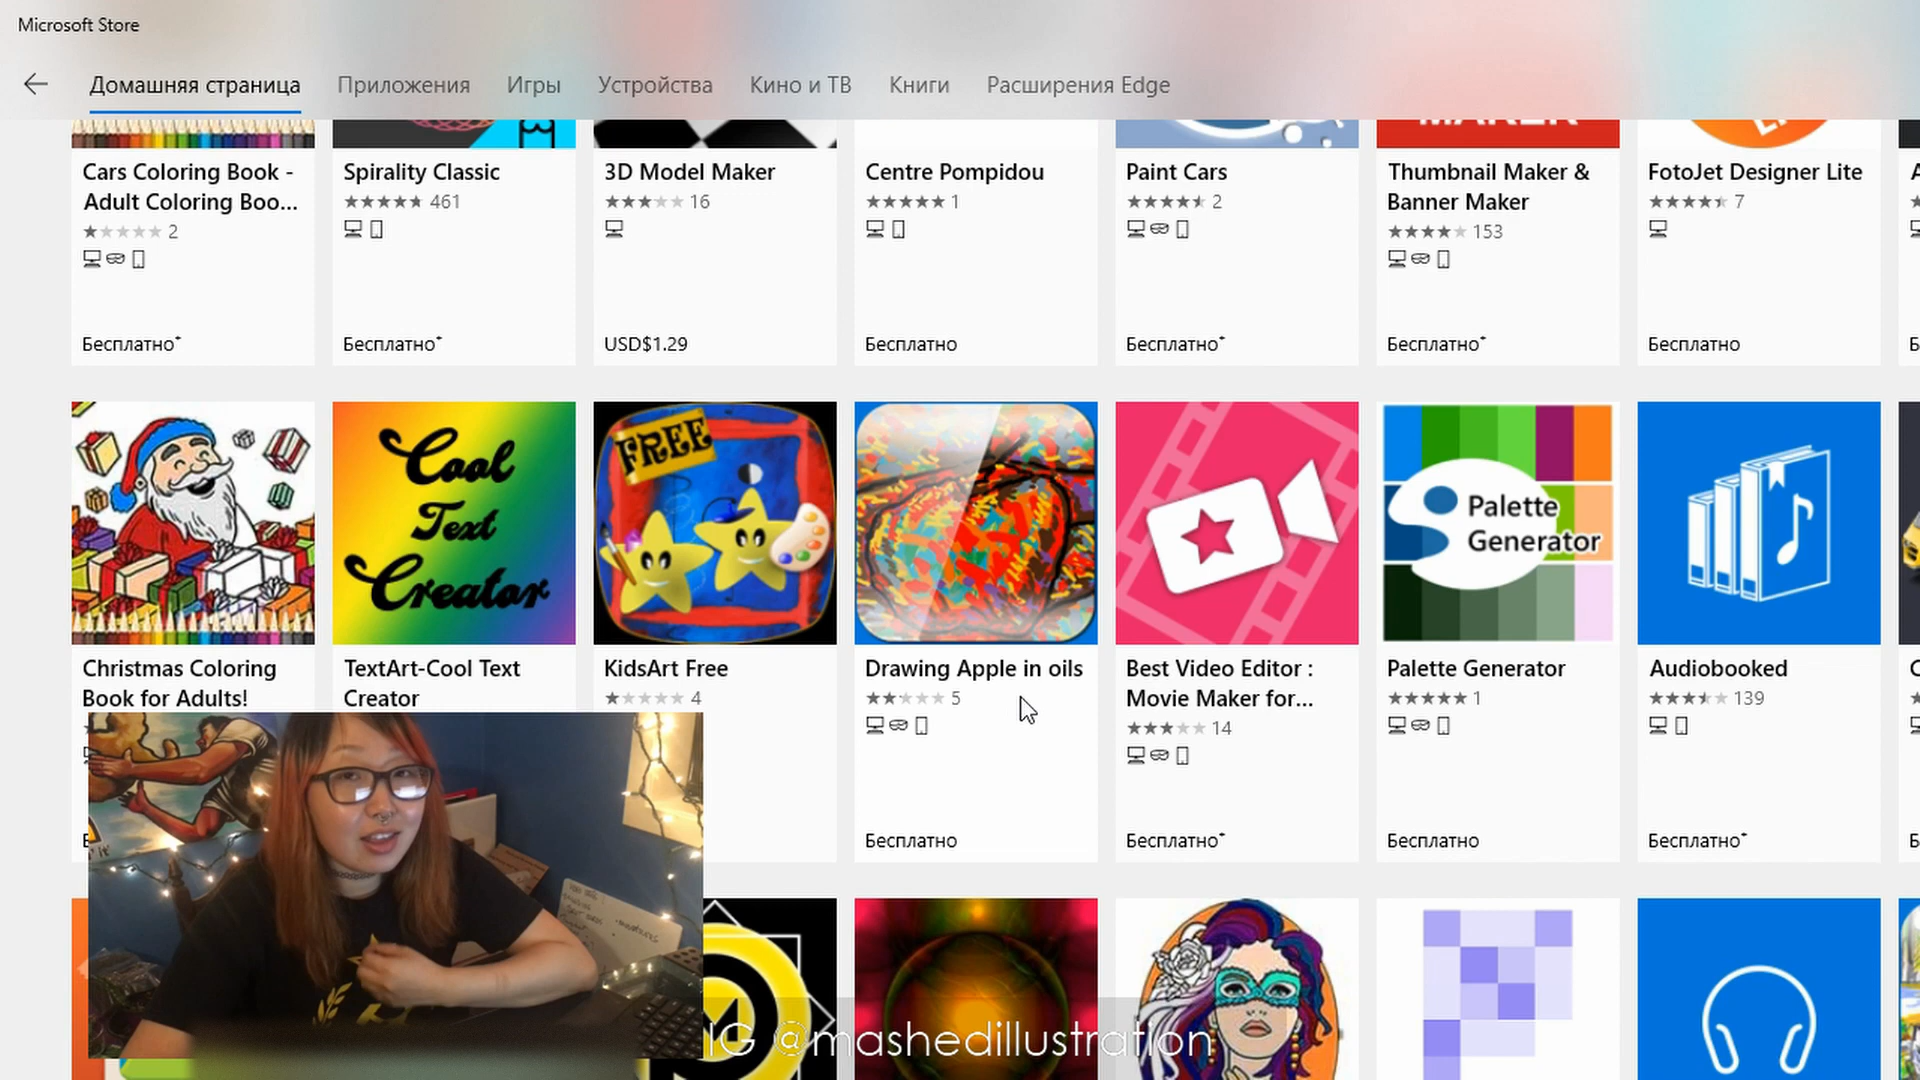 Microsoft Store
Домашняя страница
Приложения
Игры
Устройства
Кино и ТВ
Книги
Расширения Edge
Cars Coloring Book -
Adult Coloring Boo...
2
Бесплатно*
Spirality Classic
461
Бесплатно*
3D Model Maker
16
USD$1.29
Centre Pompidou
1
Бесплатно
Paint Cars
2
Бесплатно*
MAKER
Thumbnail Maker &
Banner Maker
153
Бесплатно*
FotoJet Designer Lite
7
Бесплатно
Christmas Coloring
Book for Adults!
Cool
Text
Creator
TextArt-Cool Text
Creator
FREE
KidsArt Free
4
Drawing Apple in oils
5
Бесплатно
Best Video Editor :
Movie Maker for...
14
Бесплатно*
Palette
Generator
Palette Generator
1
Бесплатно
Audiobooked
139
Бесплатно*
IG @mashedillustration